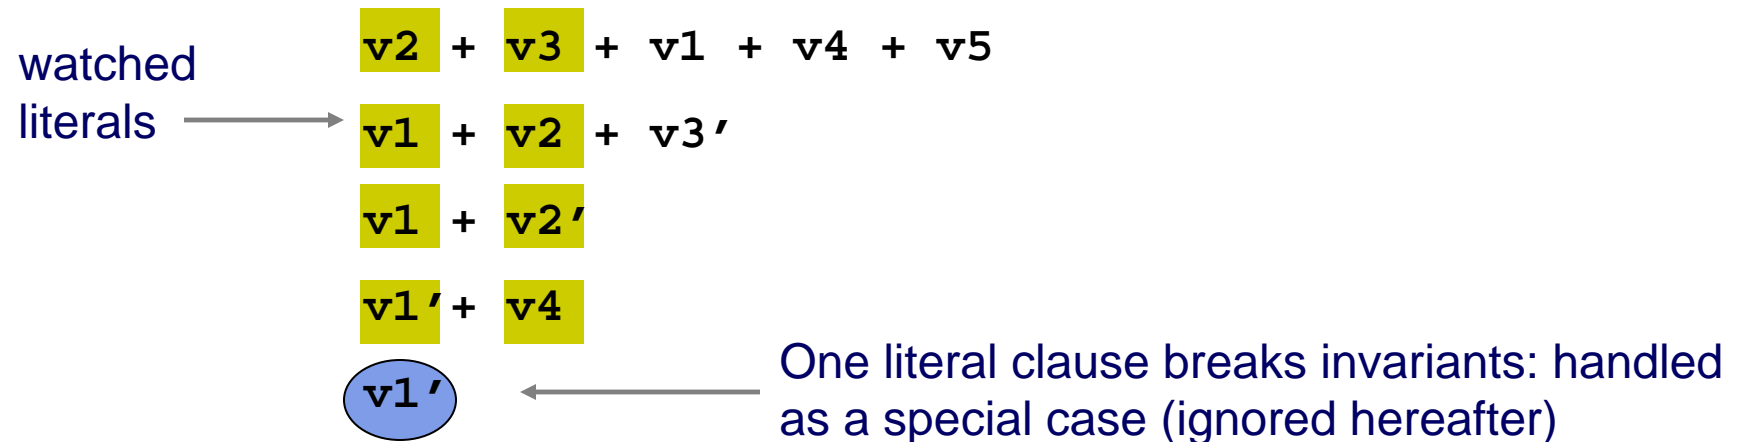 v2 + v3 + v1 + v4 + v5
watched
literals
v1 + v2 + v3’
v1 + v2’
v1’+ v4
v1’
One literal clause breaks invariants: handled
as a special case (ignored hereafter)